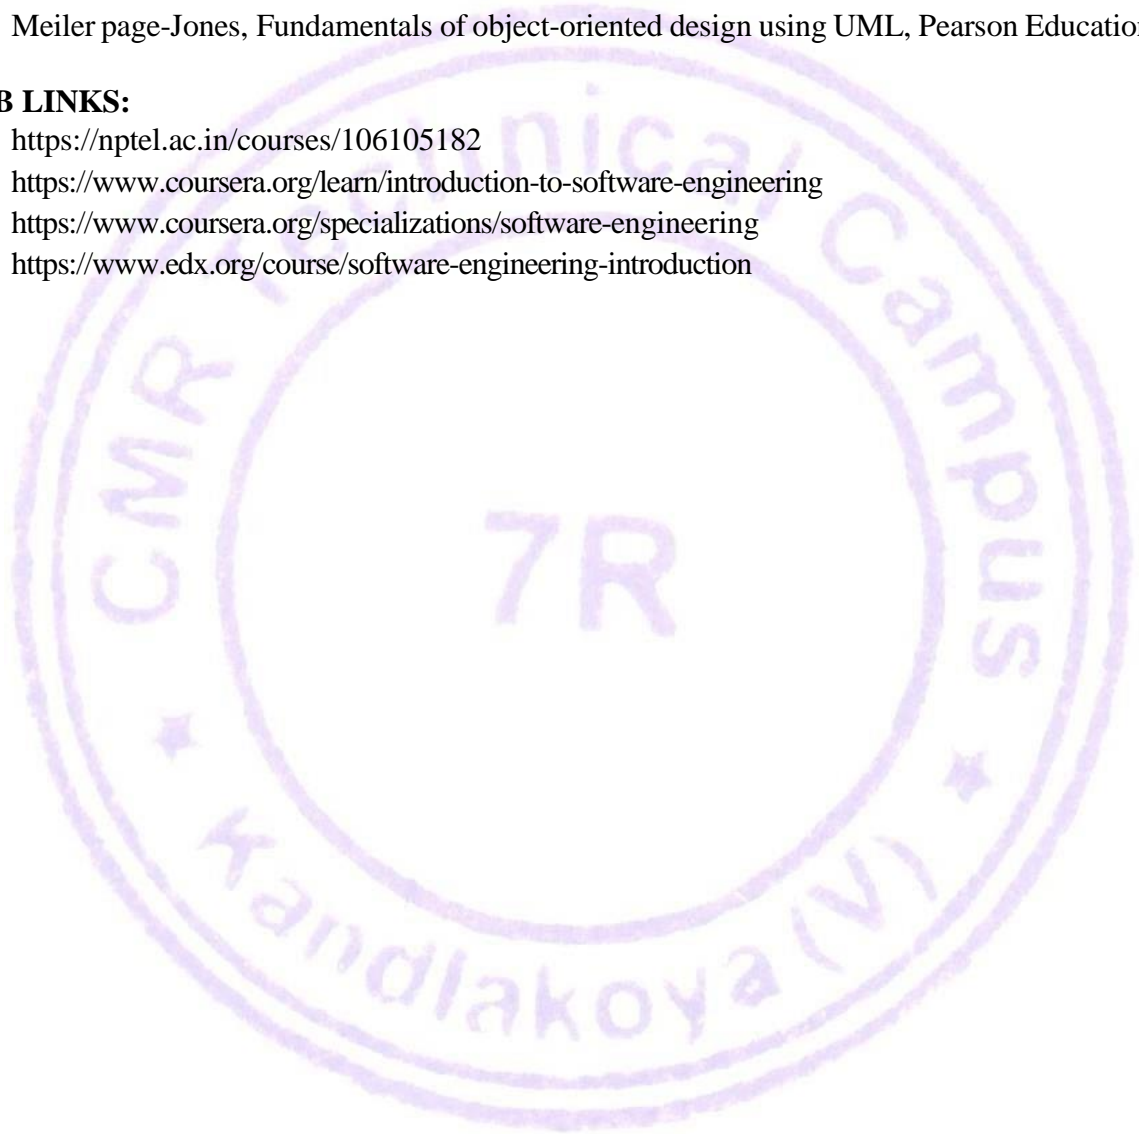 Meiler page-Jones, Fundamentals of object-oriented design using UML, Pearson Education
B LINKS:
https://nptel.ac.in/courses/106105182
https://www.coursera.org/learn/introduction-to-software-engineering
https://www.coursera.org/specializations/software-engineering
https://www.edx.org/course/software-engineering-introduction
CMR Technical Campus
7R
★ Kandlakoya (V) ★